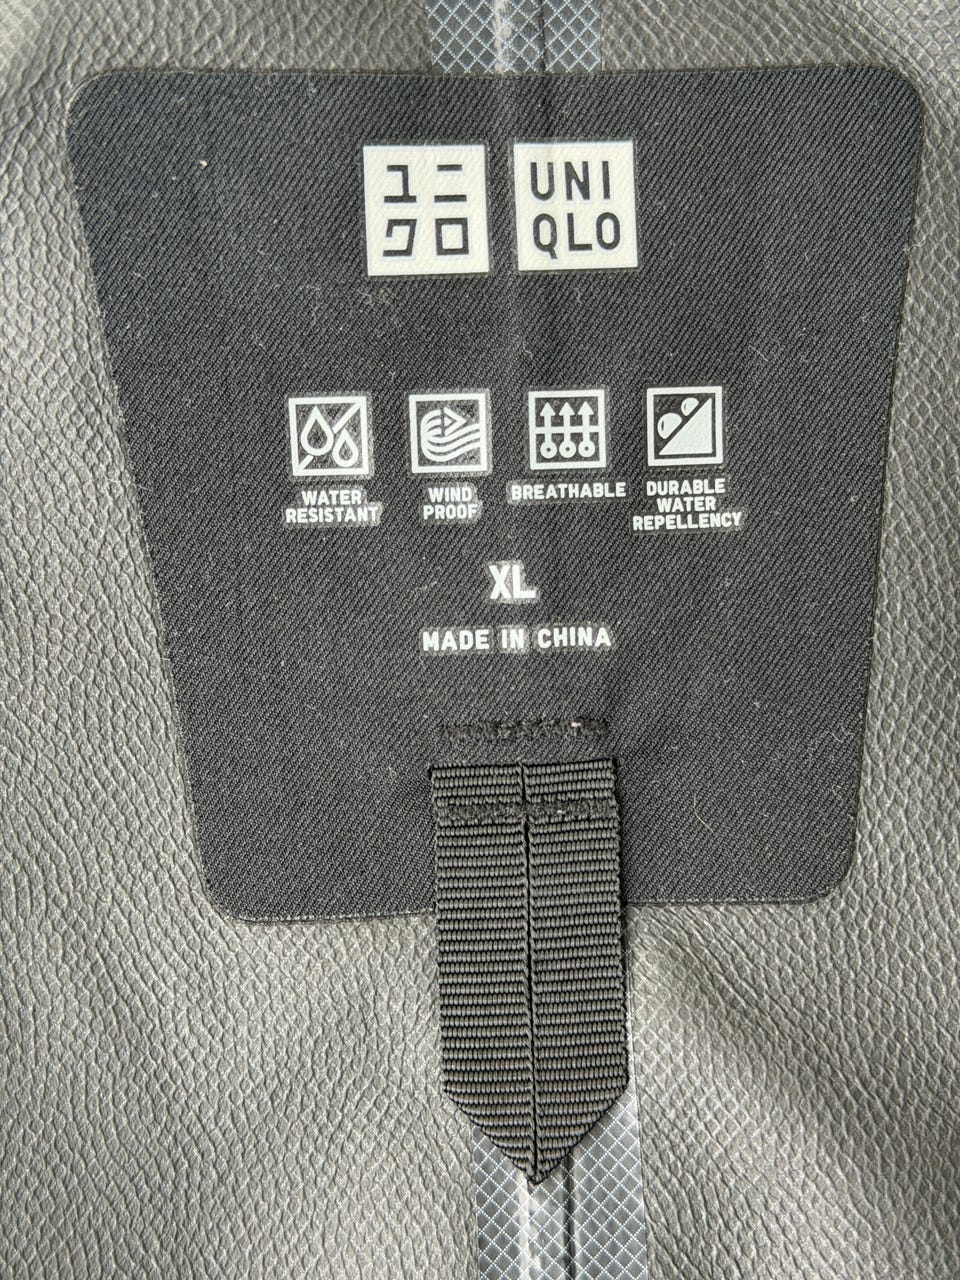 ユニ
クロ
UNI
QLO
WATER
RESISTANT
WIND
PROOF
BREATHABLE
DURABLE
WATER
REPELLENCY
XL
MADE IN CHINA